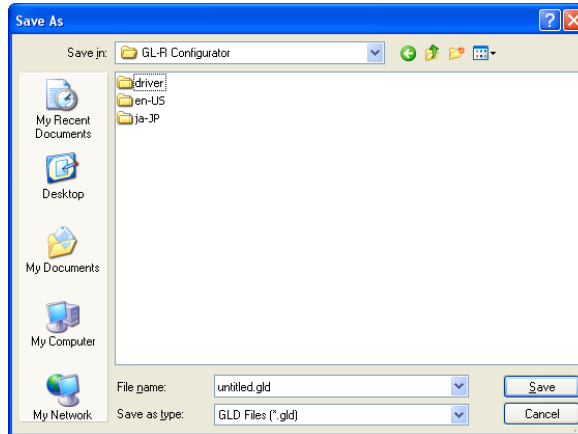 Save As
Save in: GL-R Configurator
driver
en-US
ja-JP
My Recent
Documents
Desktop
My Documents
My Computer
My Network
File name: untitled.gld Save
Save as type: GLD Files (*.gld) Cancel